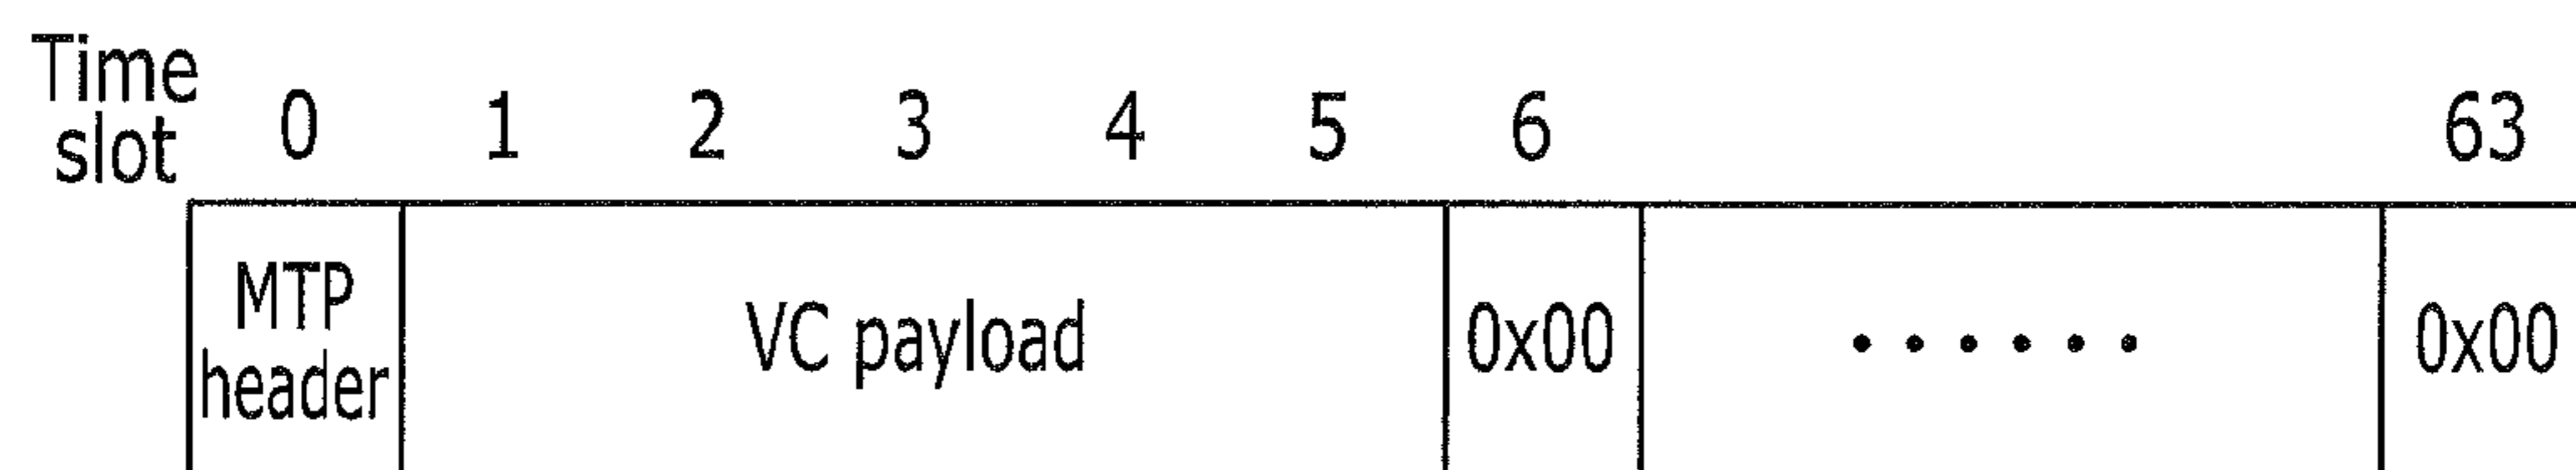 Time
slot 0 1 2 3 4 5 6 63
MTP
header
VC payload
0x00
......
0x00